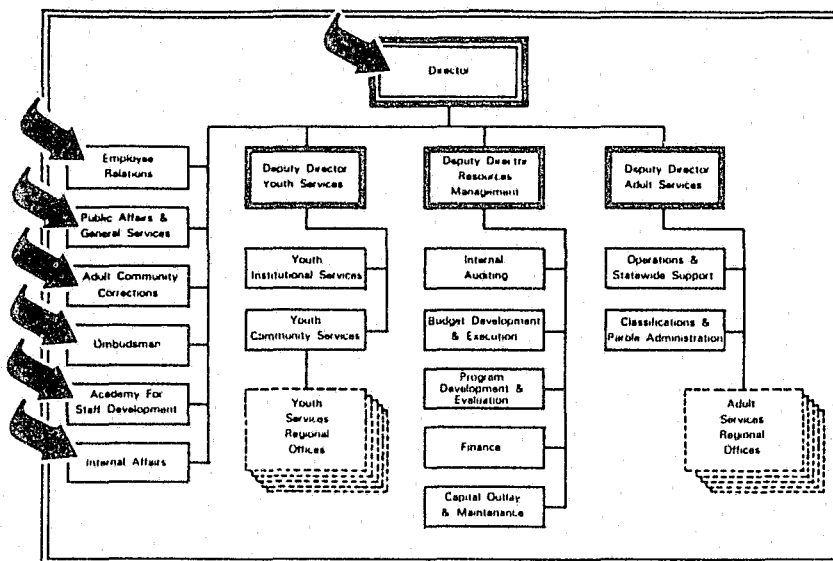 Director
Employee
Relations
Public Affairs &
General Services
Adult Community
Corrections
Ombudsman
Academy For
Staff Development
Internal Affairs
Deputy Director
Youth Services
Youth
Institutional Services
Youth
Community Services
Youth
Services
Regional
Offices
Deputy Director
Resources
Management
Internal
Auditing
Budget Development
& Execution
Program
Development &
Evaluation
Finance
Capital Outlay
& Maintenance
Deputy Director
Adult Services
Operations &
Statewide Support
Classifications &
Parole Administration
Adult
Services
Regional
Offices